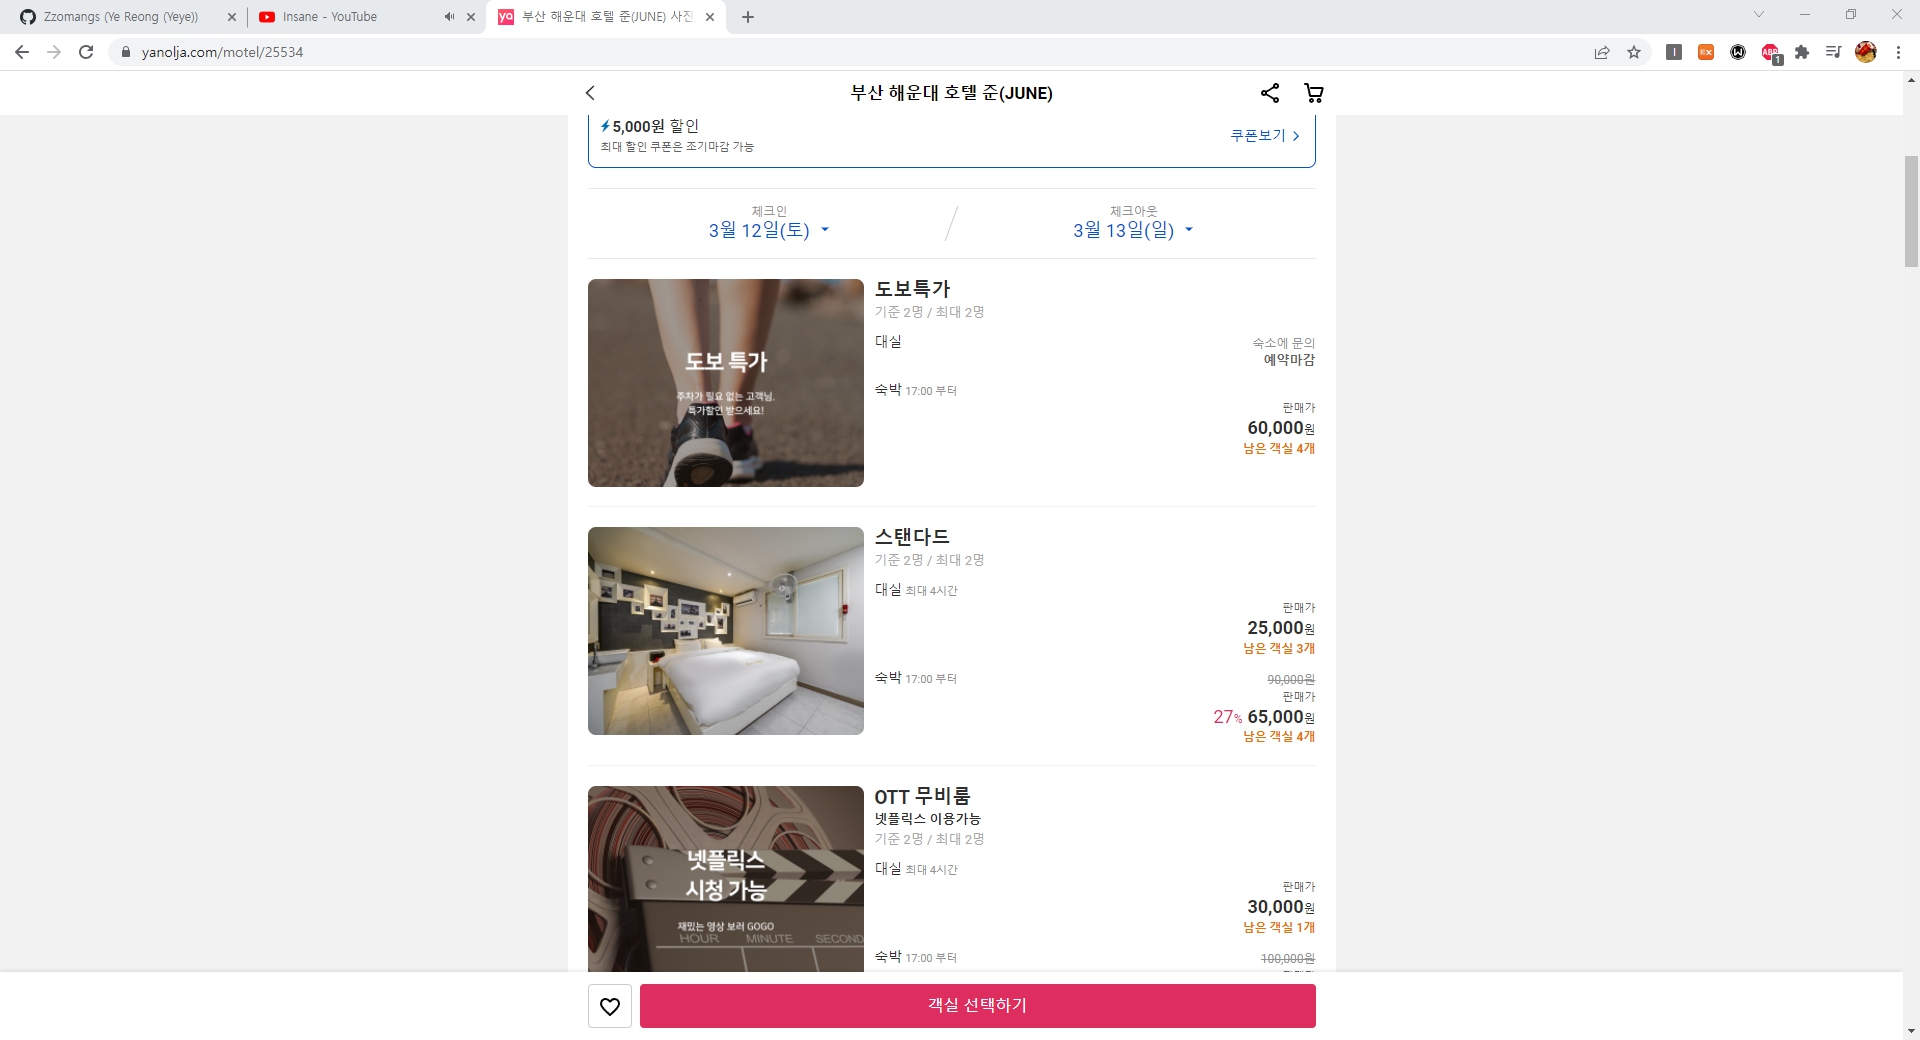 Zzomangs (Ye Reong (Yeye))
Insane - YouTube
부산 해운대 호텔 준(JUNE) 사진
yanolja.com/motel/25534
부산 해운대 호텔 준(JUNE)
5,000원 할인
최대 할인 쿠폰은 조기마감 가능
쿠폰보기
체크인
3월 12일(토)
체크아웃
3월 13일(일)
도보 특가
주차가 필요 없는 고객님.
특가할인 받으세요!
도보특가
기준 2명 / 최대 2명
대실
숙소에 문의
예약마감
숙박 17:00 부터
판매가
60,000원
남은 객실 4개
스탠다드
기준 2명 / 최대 2명
대실 최대 4시간
판매가
25,000원
남은 객실 3개
숙박 17:00 부터
90,000원
판매가
27% 65,000원
남은 객실 4개
넷플릭스
시청 가능
재밌는 영상 보러 GOGO
HOUR MINUTE SECOND
OTT 무비룸
넷플릭스 이용가능
기준 2명 / 최대 2명
대실 최대 4시간
판매가
30,000원
남은 객실 1개
숙박 17:00 부터
100,000원
객실 선택하기